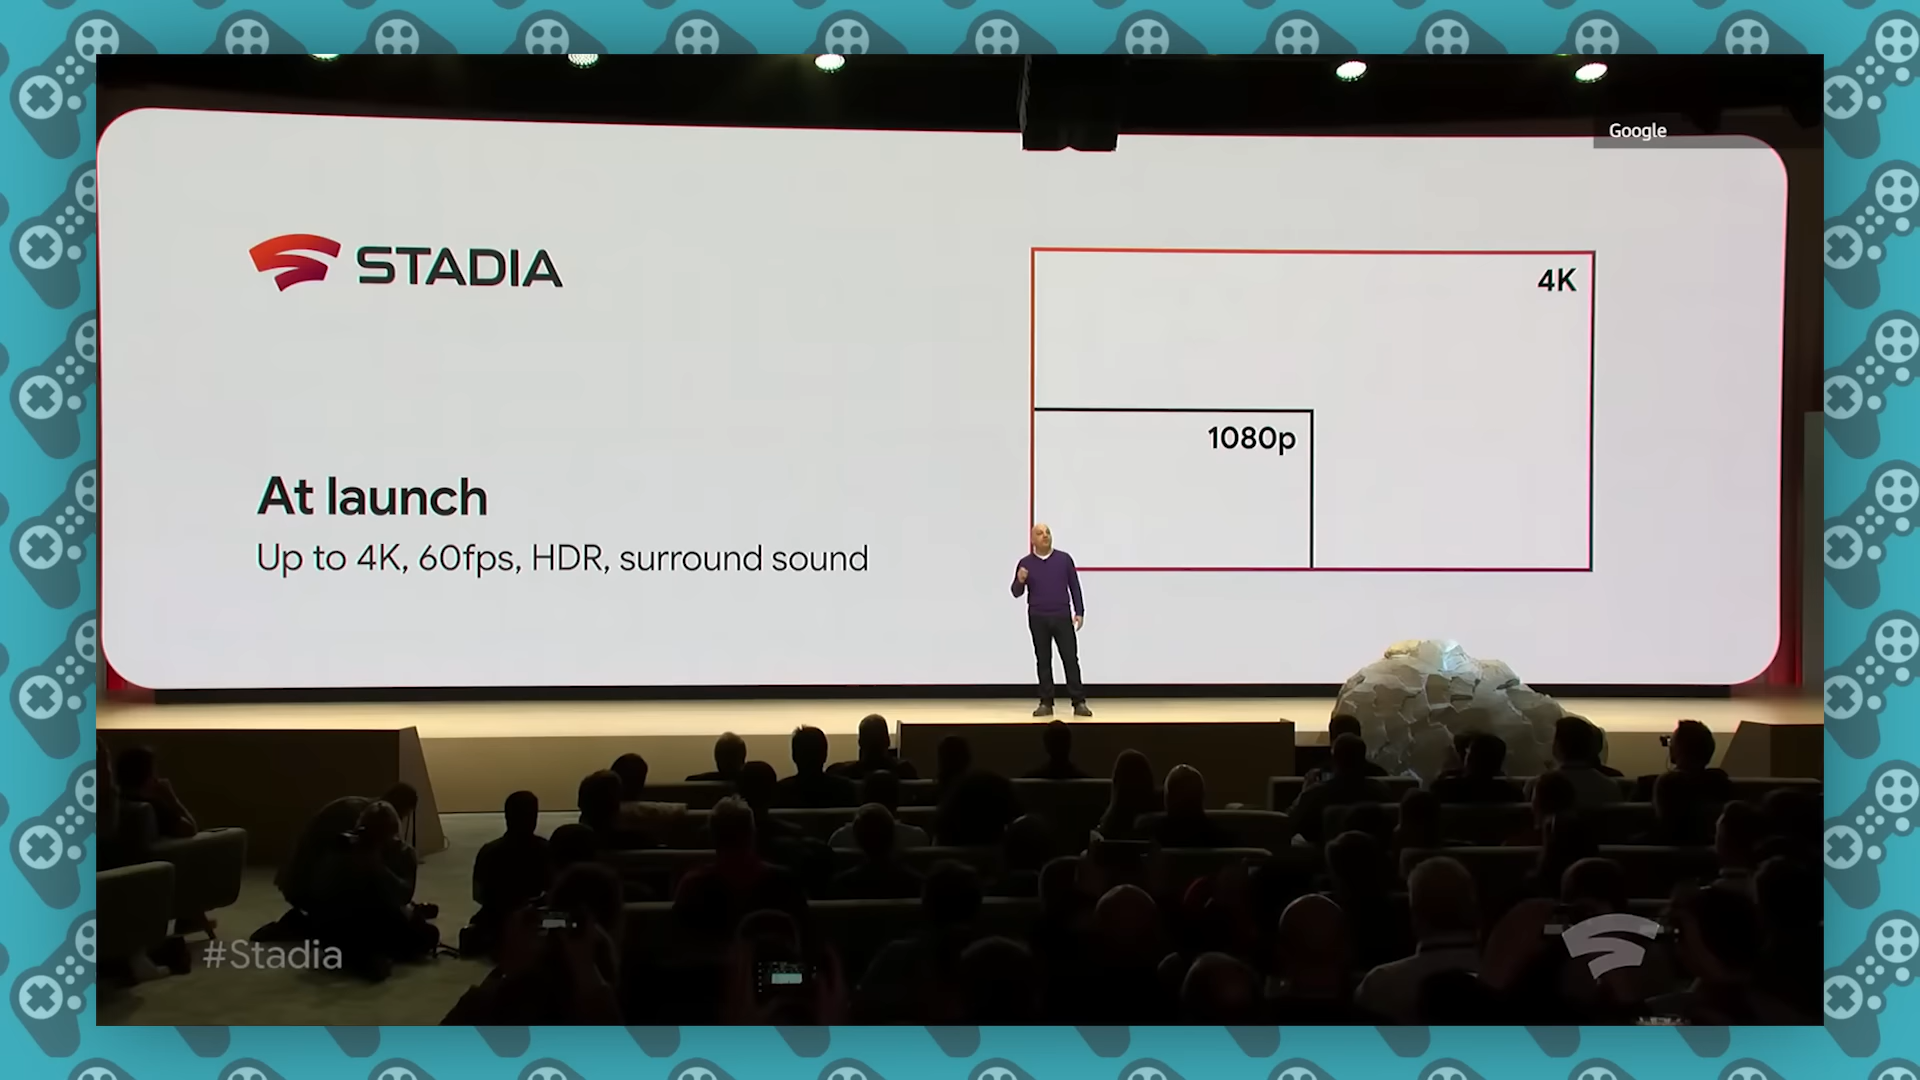 Google
STADIA
4K
1080p
At launch
Up to 4K, 60fps, HDR, surround sound
#Stadia